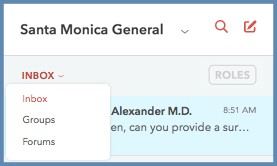 Santa Monica General
INBOX
ROLES
Inbox
Alexander M.D.
8:51 AM
en, can you provide a sur...
Groups
Forums